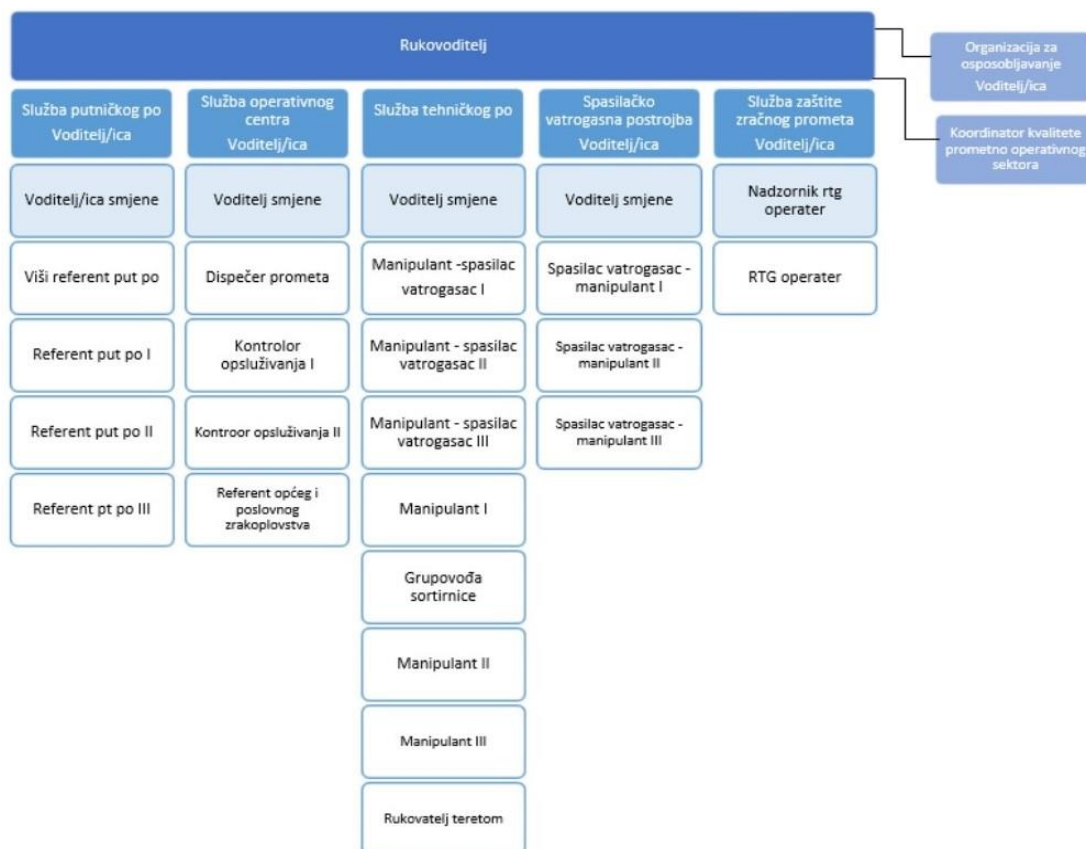 Rukovoditelj
Organizacija za
osposobljavanje
Voditelj/ica
Koordinator kvalitete
prometno operativnog
sektora
Služba putničkog po
Voditelj/ica
Služba operativnog
centra
Voditelj/ica
Služba tehničkog po
Spasilačko
vatrogasna postrojba
Voditelj/ica
Služba zaštite
zračnog prometa
Voditelj/ica
Voditelj/ica smjene
Voditelj smjene
Voditelj smjene
Voditelj smjene
Nadzornik rtg
operater
Viši referent put po
Dispečer prometa
Manipulant -spasilac
vatrogasac I
Spasilac vatrogasac -
manipulant I
RTG operater
Referent put po I
Kontrolor
opsluživanja I
Manipulant - spasilac
vatrogasac II
Spasilac vatrogasac -
manipulant II
Referent put po II
Kontroor opsluživanja II
Manipulant - spasilac
vatrogasac III
Spasilac vatrogasac -
manipulant III
Referent pt po III
Referent općeg i
poslovnog
zrakoplovstva
Manipulant I
Grupovođa
sortirnice
Manipulant II
Manipulant III
Rukovatelj teretom